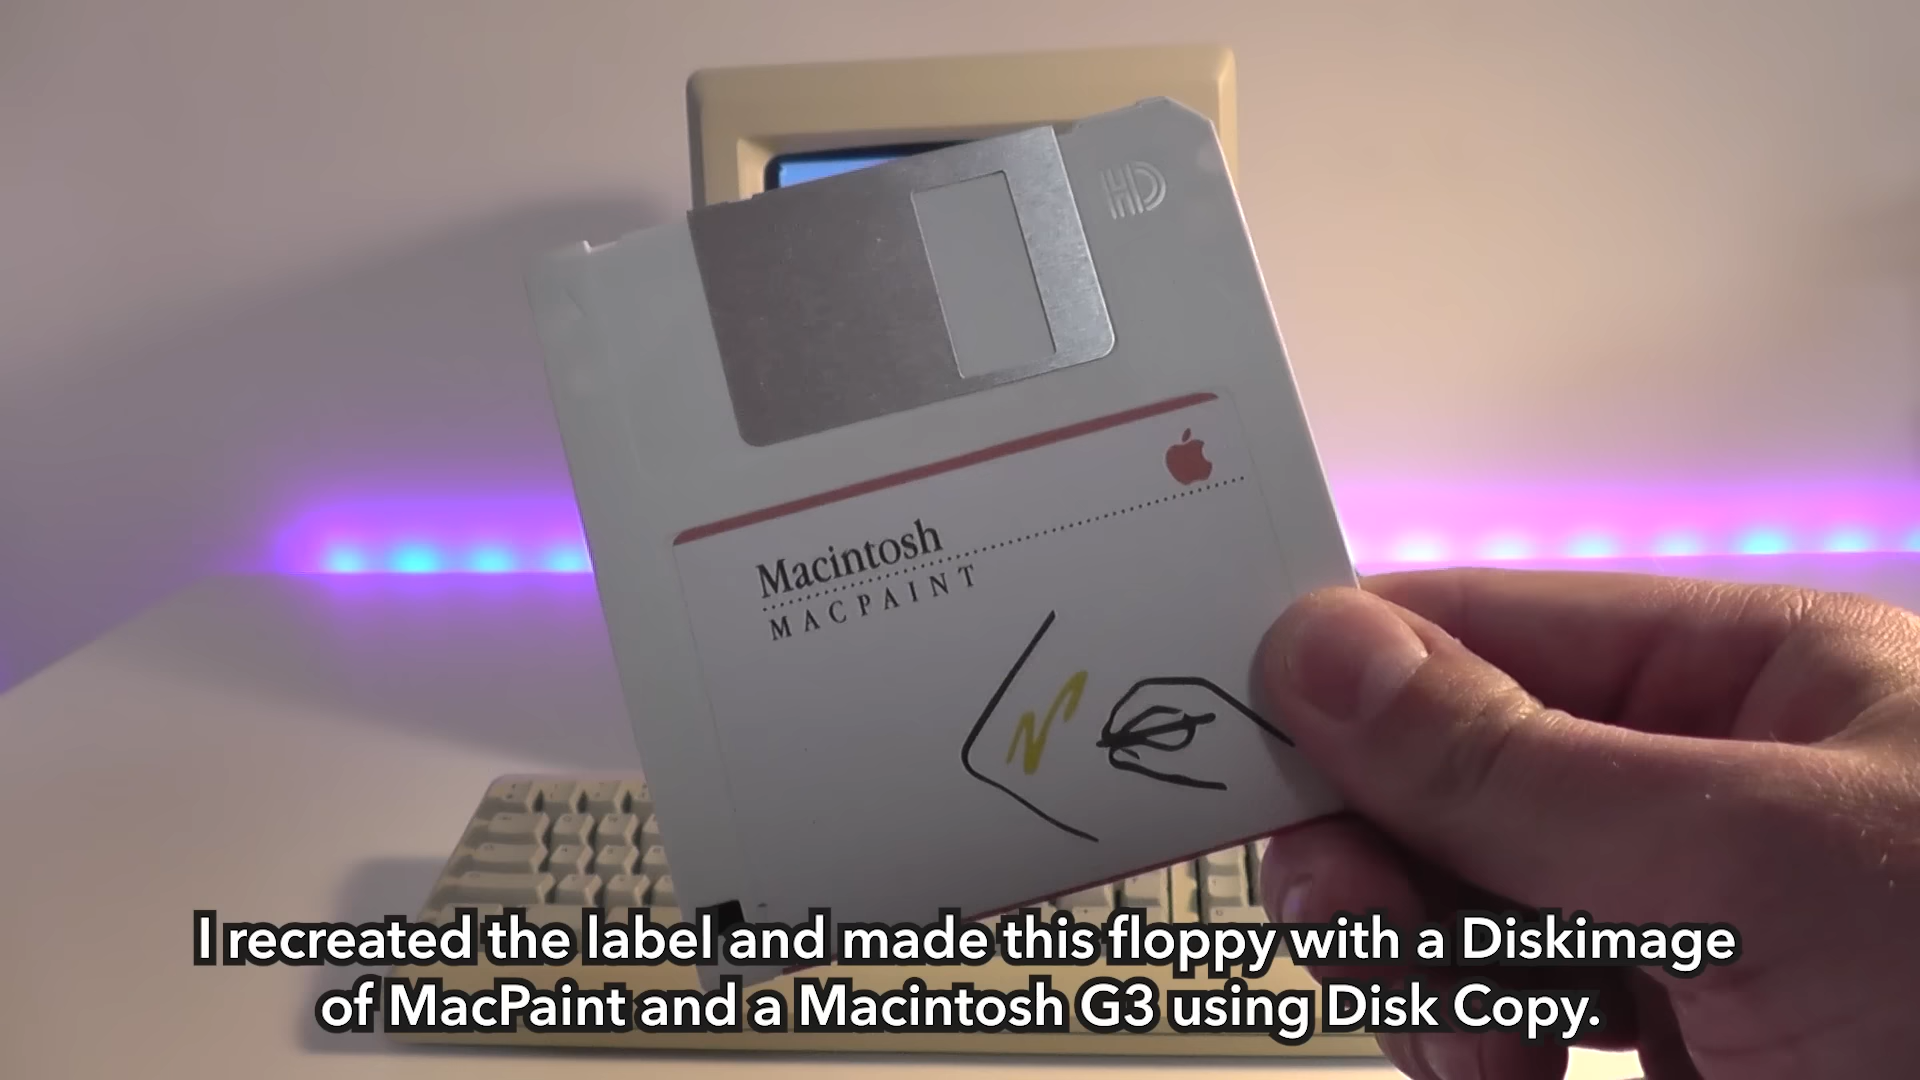 HD
Macintosh
MACPAINT
I recreated the label and made this floppy with a Diskimage
of MacPaint and a Macintosh G3 using Disk Copy.